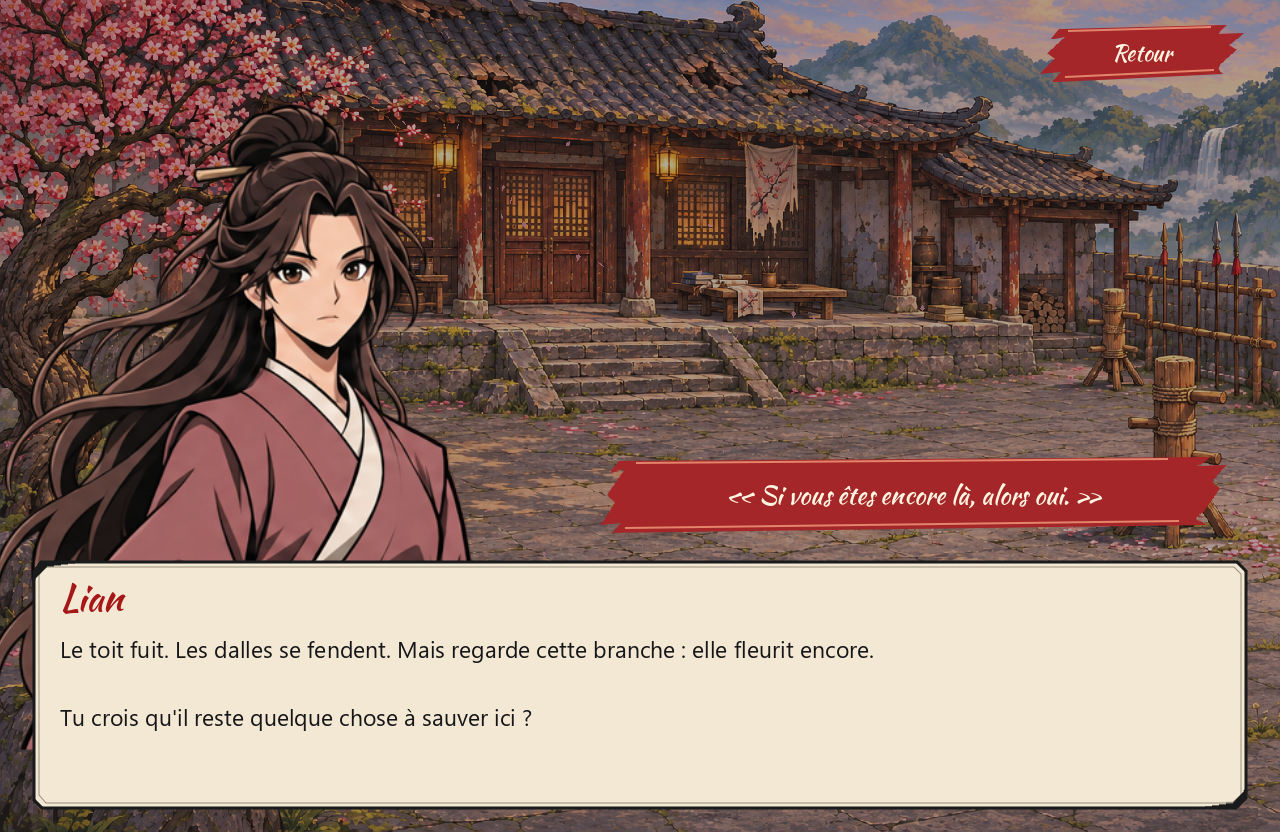 Retour
<< Si vous êtes encore là, alors oui. >>
Lian
Le toit fuit. Les dalles se fendent. Mais regarde cette branche : elle fleurit encore.
Tu crois qu'il reste quelque chose à sauver ici ?